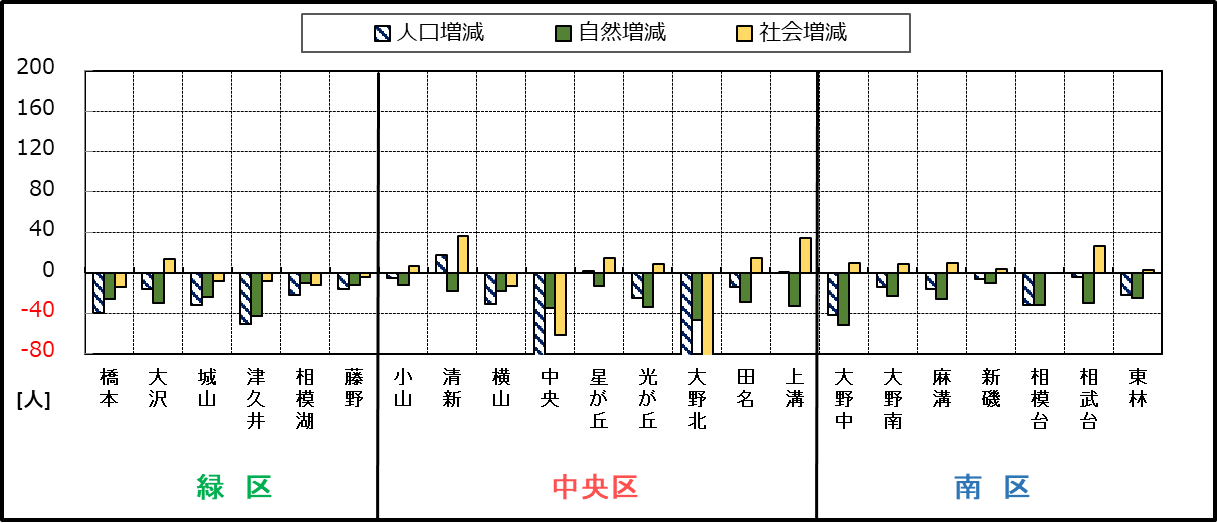 人口増減 自然増減 社会増減
200
160
120
80
40
0
-40
-80
[人]
橋本
大沢
城山
津久井
相模湖
藤野
小山
清新
横山
中央
星が丘
光が丘
大野北
田名
上溝
大野中
大野南
麻溝
新磯
相模台
相武台
東林
緑 区
中央区
南 区